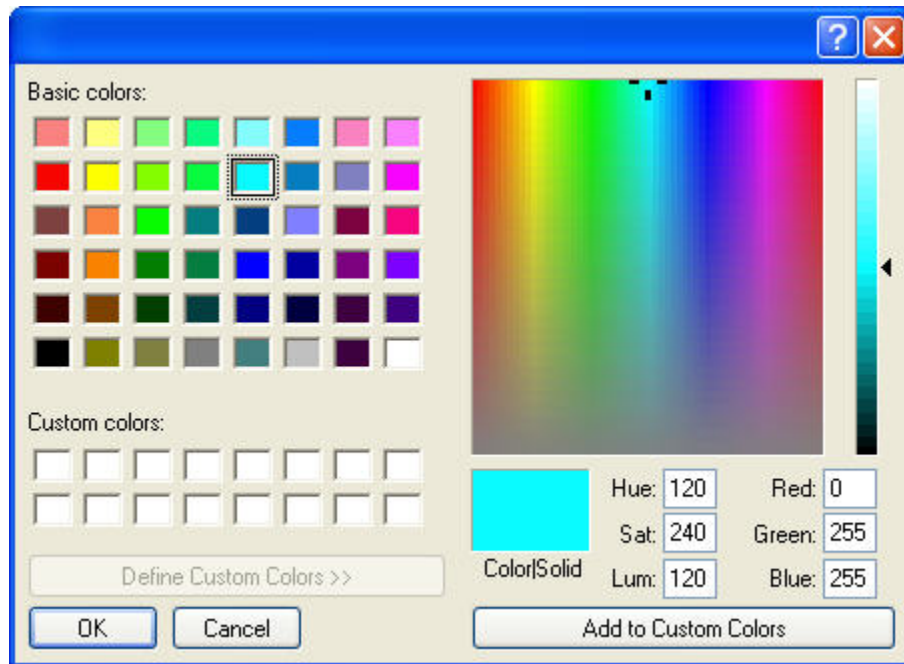 ?
Basic colors:
Custom colors:
Define Custom Colors >>
OK
Cancel
Color|Solid
Hue: 120
Sat: 240
Lum: 120
Red: 0
Green: 255
Blue: 255
Add to Custom Colors